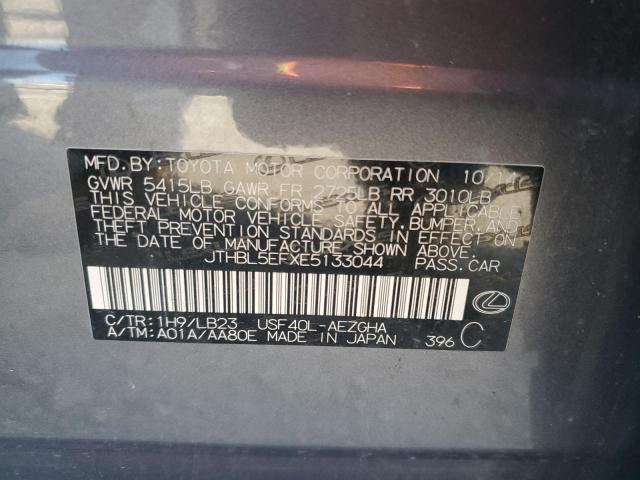 MFD. BY: TOYOTA MOTOR CORPORATION 10/14
GVWR 5415LB GAWR FR 2725LB RR 3010LB
THIS VEHICLE CONFORMS TO ALL APPLICABLE
FEDERAL MOTOR VEHICLE SAFETY, BUMPER, AND
THEFT PREVENTION STANDARDS IN EFFECT ON
THE DATE OF MANUFACTURE SHOWN ABOVE.
JTHBL5EFXE5133044 PASS. CAR
C/TR: 1H9/LB23 USF40L-AEZGHA
A/TM: A01A/AA80E MADE IN JAPAN 396 C